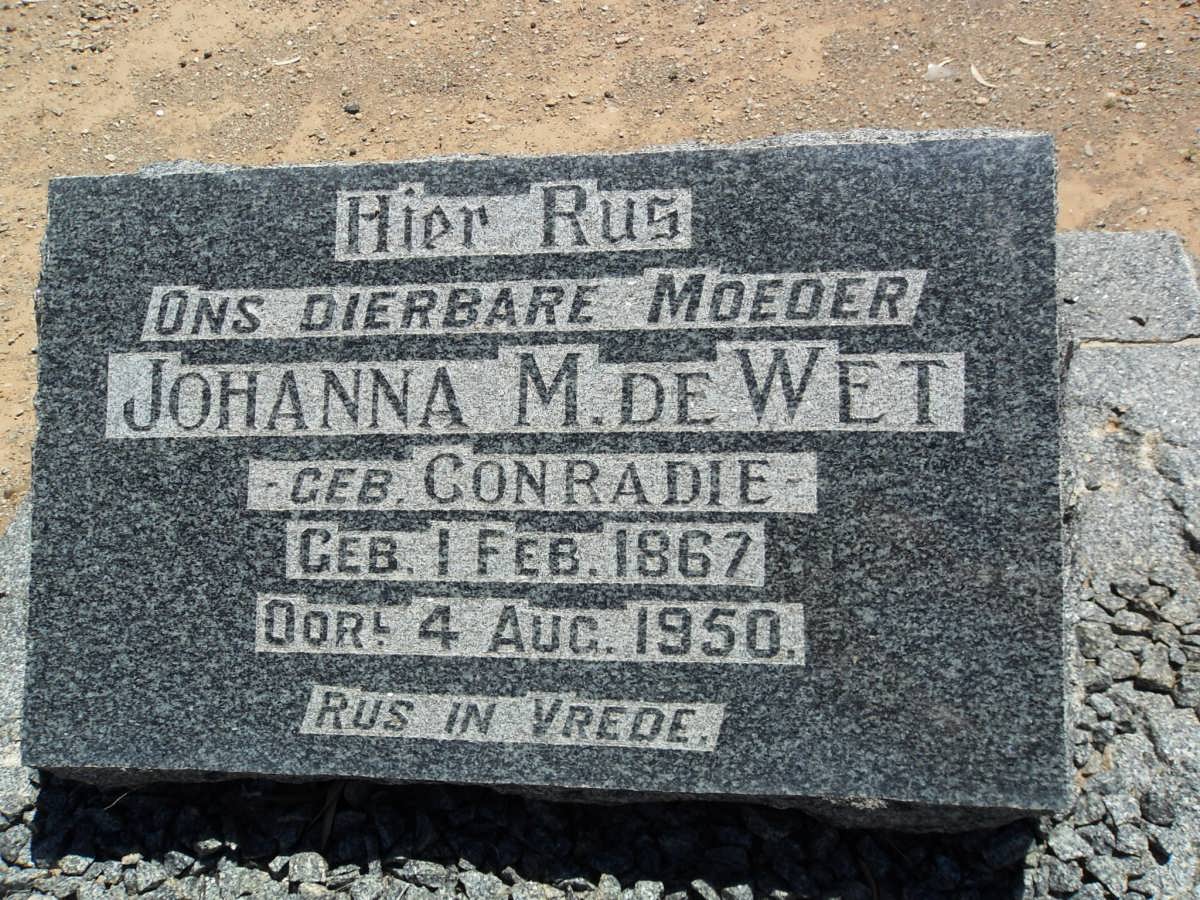 Hier Rus
ONS DIERBARE MOEDER
JOHANNA M. DE WET
- GEB. CONRADIE -
GEB. 1 FEB. 1867
OORL 4 AUG. 1950.
RUS IN VREDE.